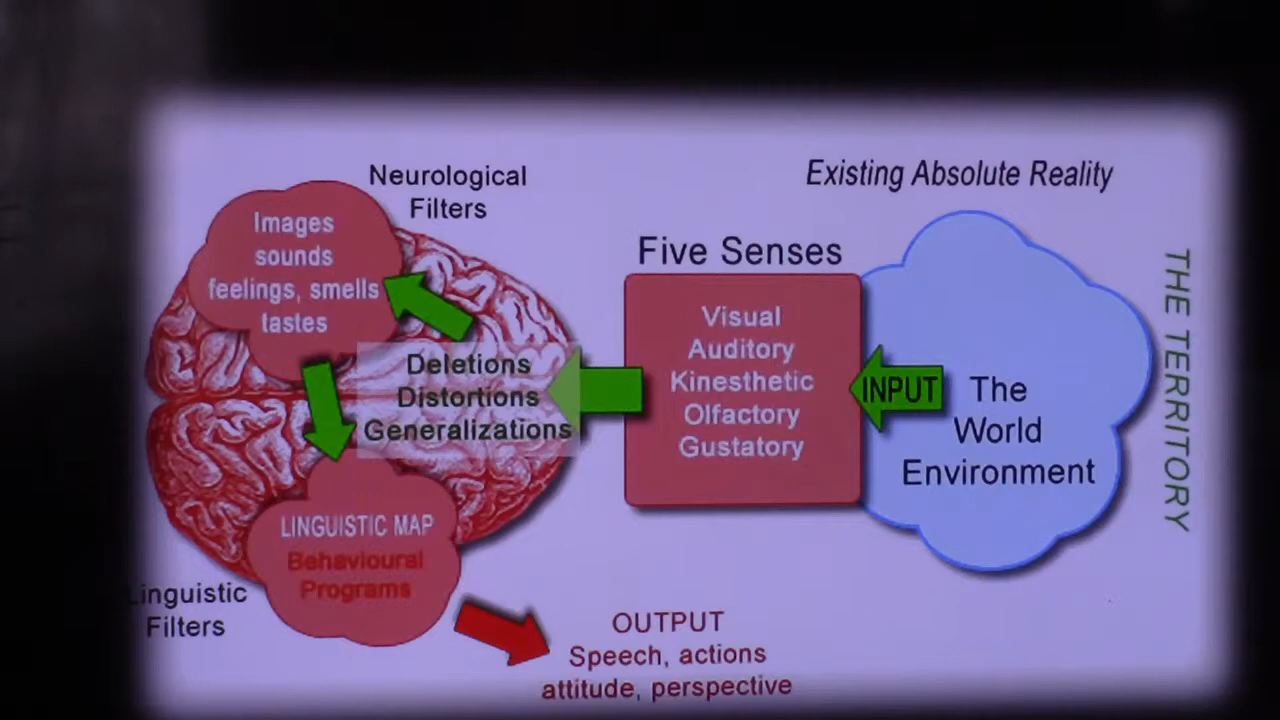 Neurological
Filters
Existing Absolute Reality
Images
sounds
feelings, smells
tastes
Five Senses
Visual
Auditory
Kinesthetic
Olfactory
Gustatory
INPUT
The
World
Environment
THE TERRITORY
Deletions
Distortions
Generalizations
LINGUISTIC MAP
Behavioural
Programs
Linguistic
Filters
OUTPUT
Speech, actions
attitude, perspective